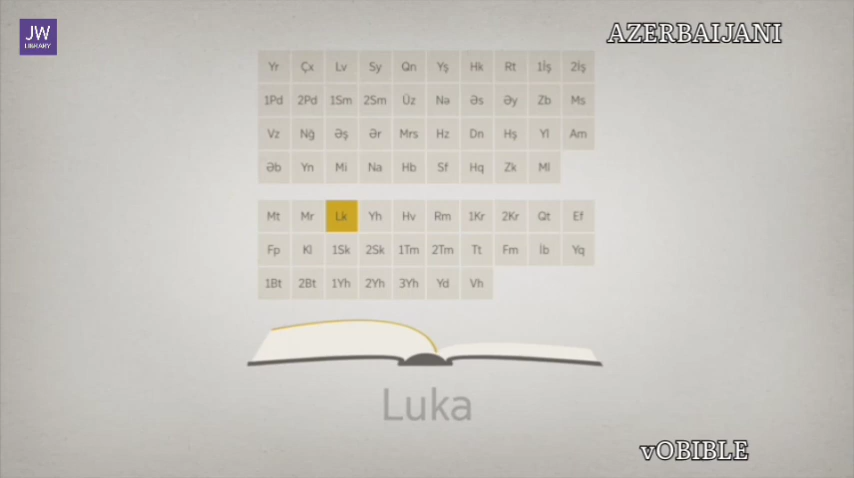 JW
LIBRARY
AZERBAIJANI
Yr Çx Lv Sy Qn Yş Hk Rt 1İş 2İş
1Pd 2Pd 1Sm 2Sm Üz Nə Əs Əy Zb Ms
Vz Nğ Əş Ər Mrs Hz Dn Hş Yl Am
Əb Yn Mi Na Hb Sf Hq Zk Ml
Mt Mr Lk Yh Hv Rm 1Kr 2Kr Qt Ef
Fp Kl 1Sk 2Sk 1Tm 2Tm Tt Fm İb Yq
1Bt 2Bt 1Yh 2Yh 3Yh Yd Vh
Luka
vOBIBLE